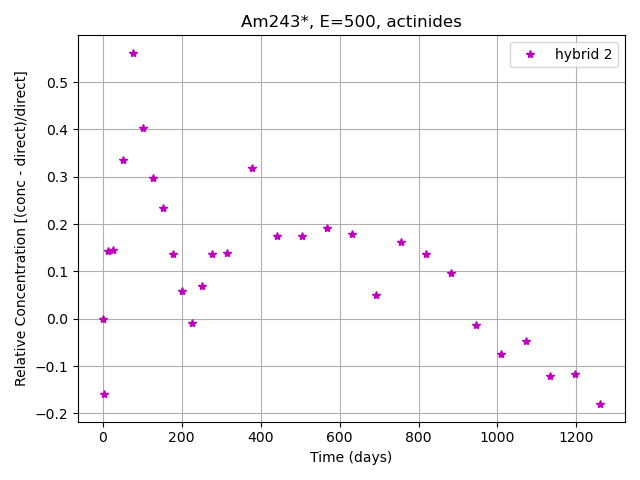 Am243*, E=500, actinides
hybrid 2
Relative Concentration [(conc - direct)/direct]
0.5
0.4
0.3
0.2
0.1
0.0
−0.1
−0.2
0 200 400 600 800 1000 1200
Time (days)